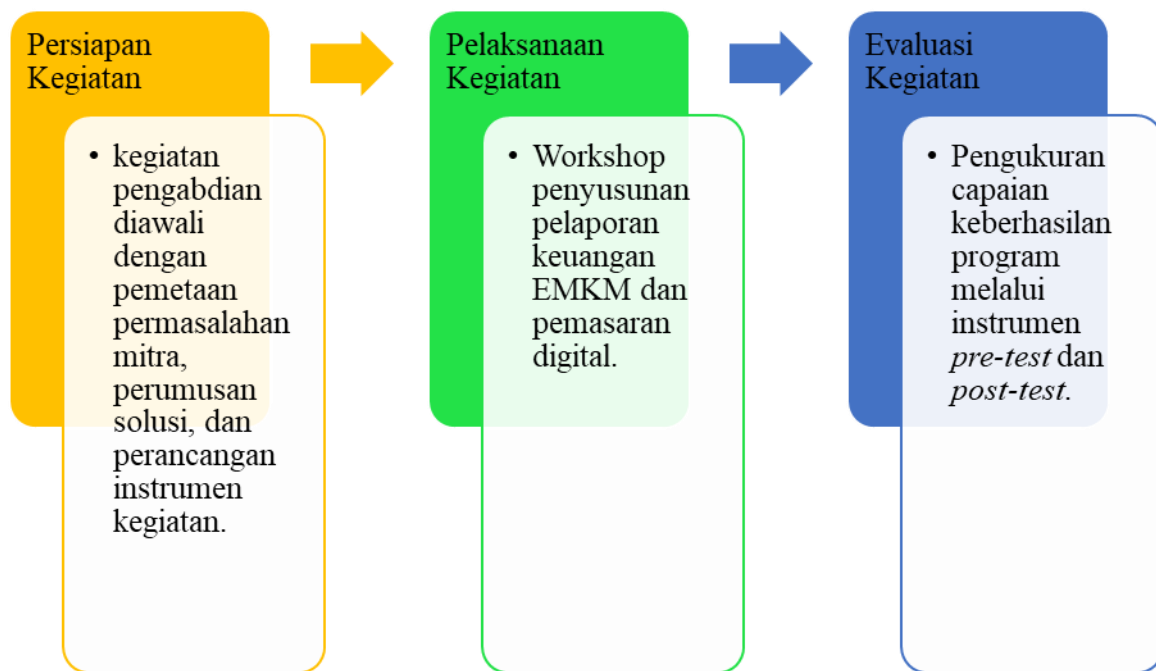 Persiapan
Kegiatan
• kegiatan
pengabdian
diawali
dengan
pemetaan
permasalahan
mitra,
perumusan
solusi, dan
perancangan
instrumen
kegiatan.
Pelaksanaan
Kegiatan
• Workshop
penyusunan
pelaporan
keuangan
EMKM dan
pemasaran
digital.
Evaluasi
Kegiatan
• Pengukuran
capaian
keberhasilan
program
melalui
instrumen
pre-test dan
post-test.